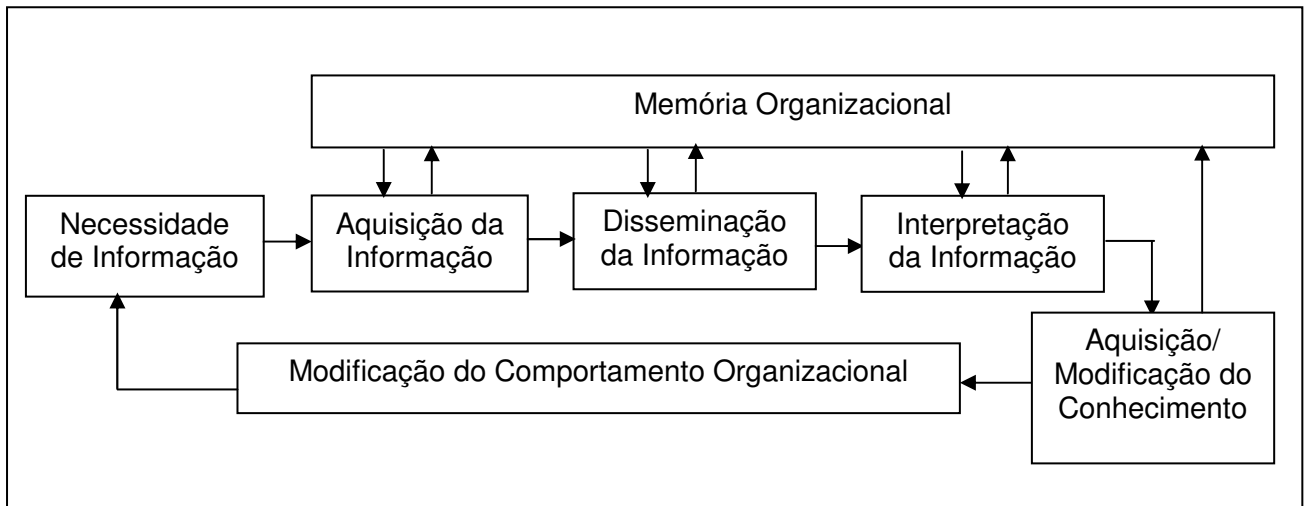 Memória Organizacional
Necessidade
de Informação
Aquisição da
Informação
Disseminação
da Informação
Interpretação
da Informação
Aquisição/
Modificação do
Conhecimento
Modificação do Comportamento Organizacional